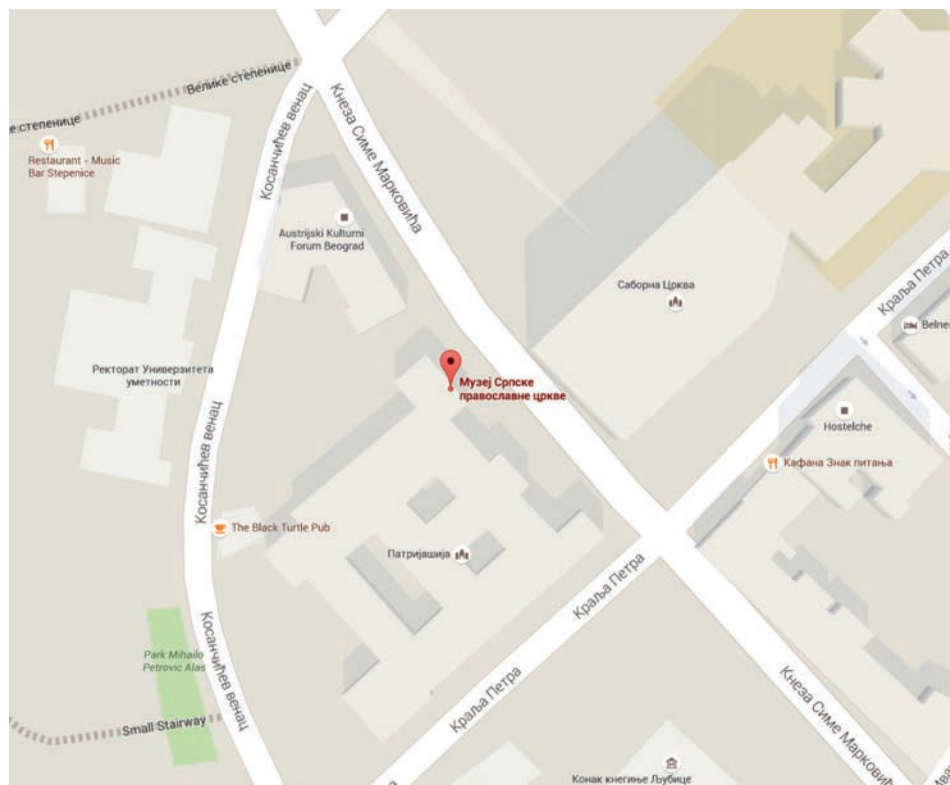 Велике степенице
е степенице
Restaurant - Music
Bar Stepenice
Косанчићев венац
Кнеза Симе Марковића
Austrijski Kulturni
Forum Beograd
Саборна Црква
Краља Петра
Ректорат Универзитета
уметности
Музеј Српске
православне цркве
Hostelche
Кафана Знак питања
Косанчићев венац
The Black Turtle Pub
Патријашија
Краља Петра
Косанчићев венац
Park Mihailo
Petrovic Alas
Small Stairway
Краља Петра
Кнеза Симе Марковић
Конак кнегиње Љубице